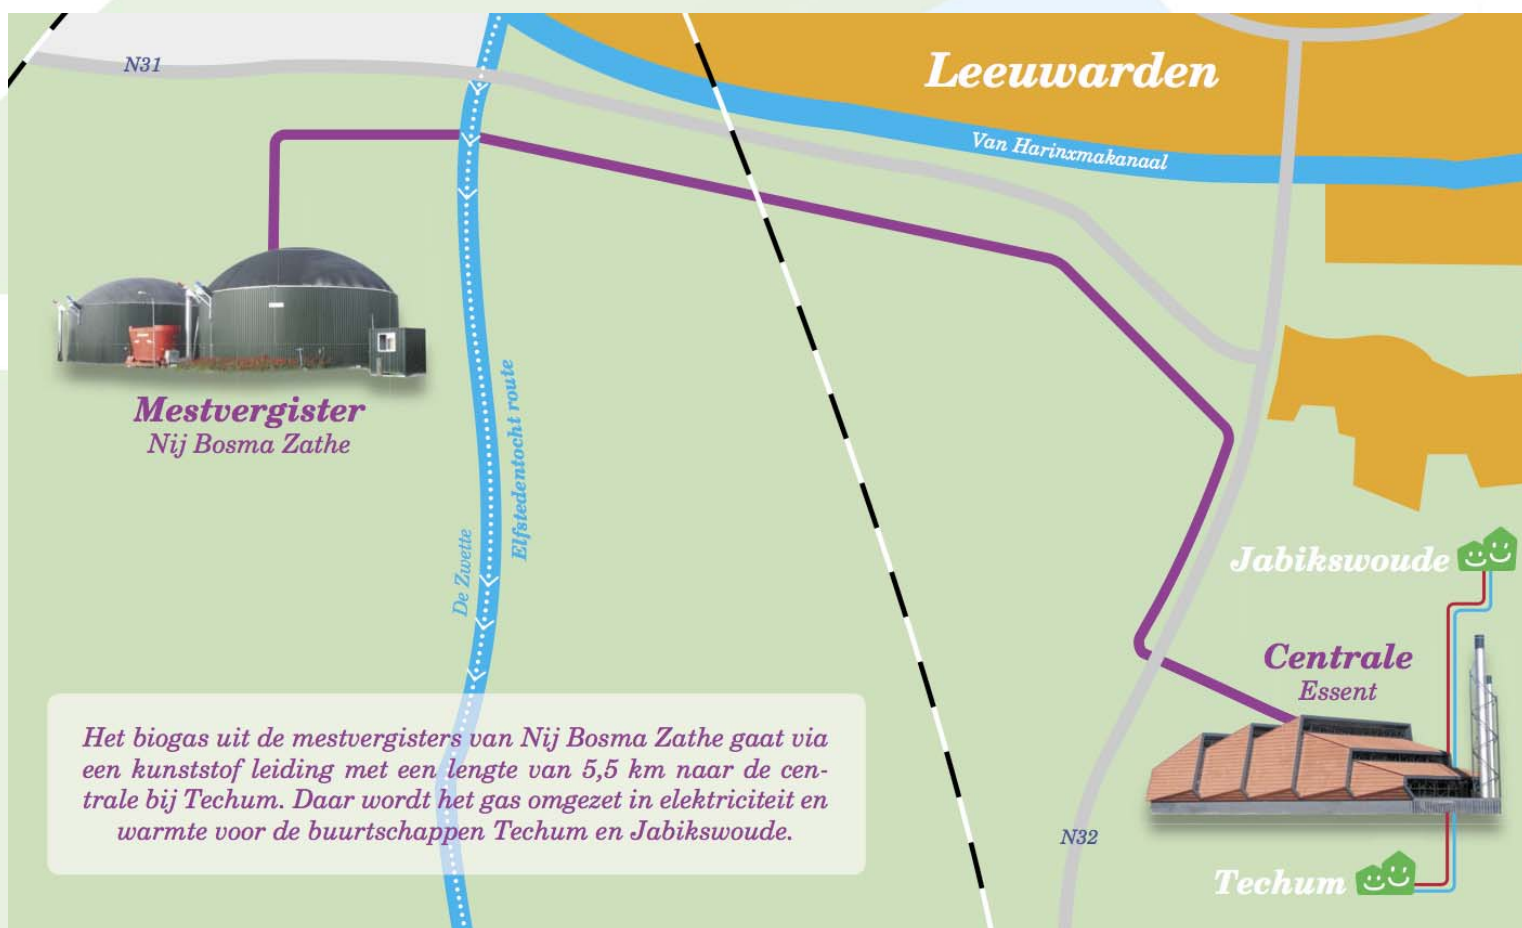 N31
Leeuwarden
Van Harinxmakanaal
Mestvergister
Nij Bosma Zathe
Elfstedentocht route
De Zwette
Jabikswoude
Centrale
Essent
Het biogas uit de mestvergisters van Nij Bosma Zathe gaat via
een kunststof leiding met een lengte van 5,5 km naar de cen-
trale bij Techum. Daar wordt het gas omgezet in elektriciteit en
warmte voor de buurtschappen Techum en Jabikswoude.
N32
Techum